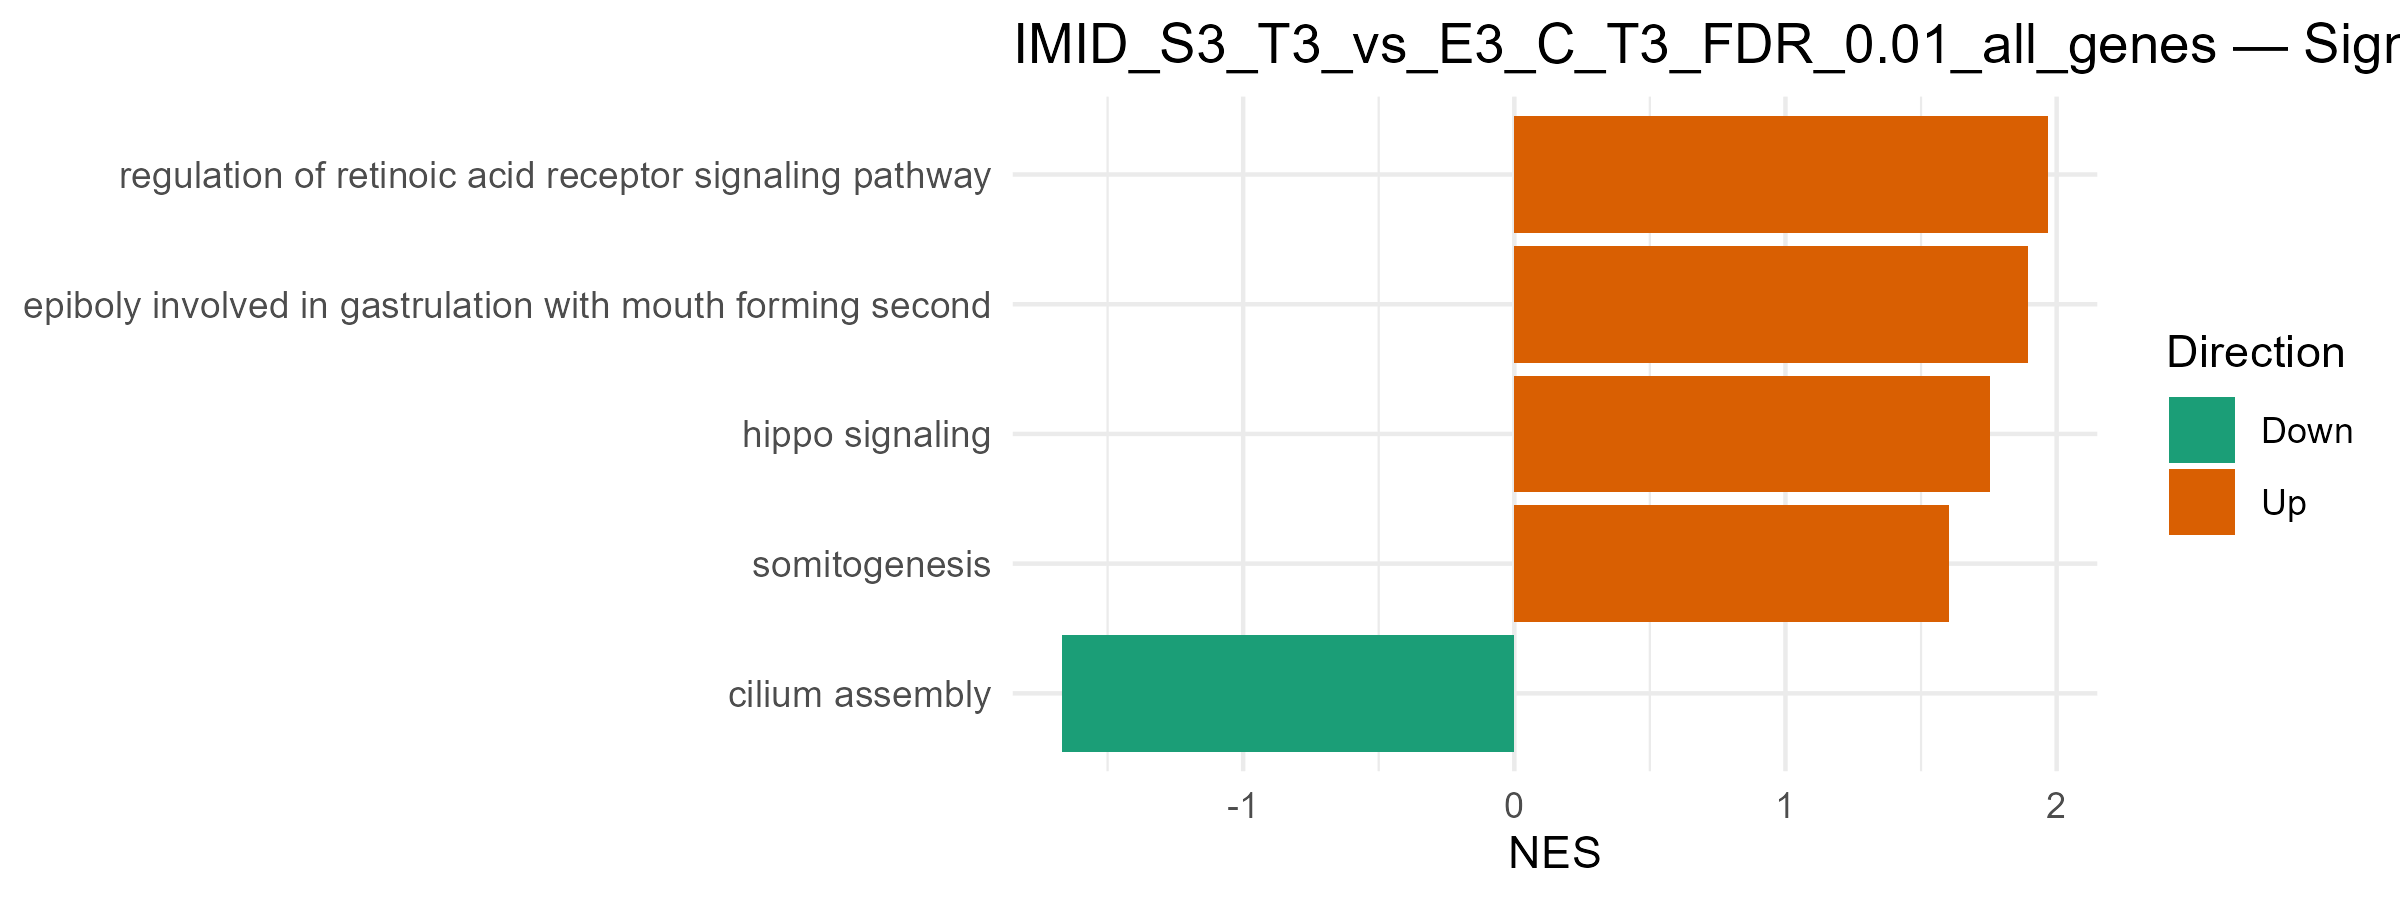 IMID_S3_T3_vs_E3_C_T3_FDR_0.01_all_genes — Sigr
regulation of retinoic acid receptor signaling pathway
epiboly involved in gastrulation with mouth forming second
hippo signaling
somitogenesis
cilium assembly
-1 0 1 2
NES
Direction
Down
Up